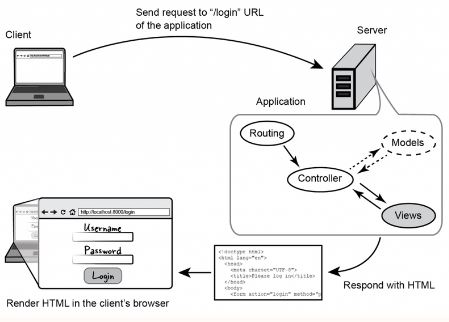 Send request to “/login” URL
of the application
Client
Server
Application
Routing
Models
Controller
Views
http://localhost:8000/login
Username
Password
Login
<!doctype html>
<html lang="en">
<head>
<meta charset="UTF-8">
<title>Please log in</title>
</head>
<body>
<form action="login" method="p
Respond with HTML
Render HTML in the client’s browser